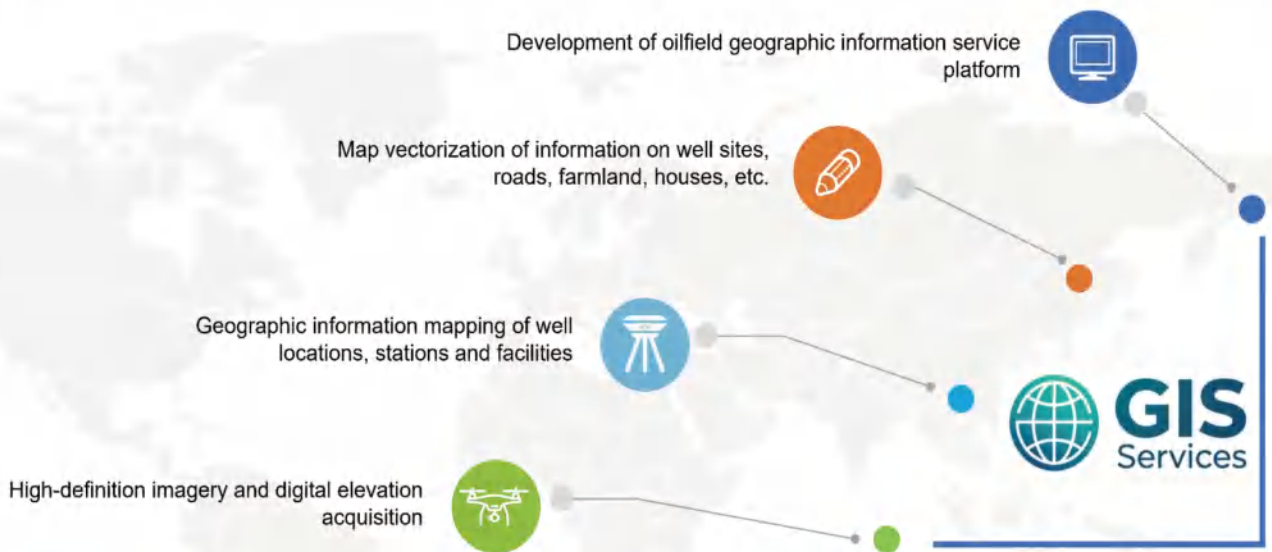 Development of oilfield geographic information service
platform
Map vectorization of information on well sites,
roads, farmland, houses, etc.
Geographic information mapping of well
locations, stations and facilities
GIS
Services
High-definition imagery and digital elevation
acquisition